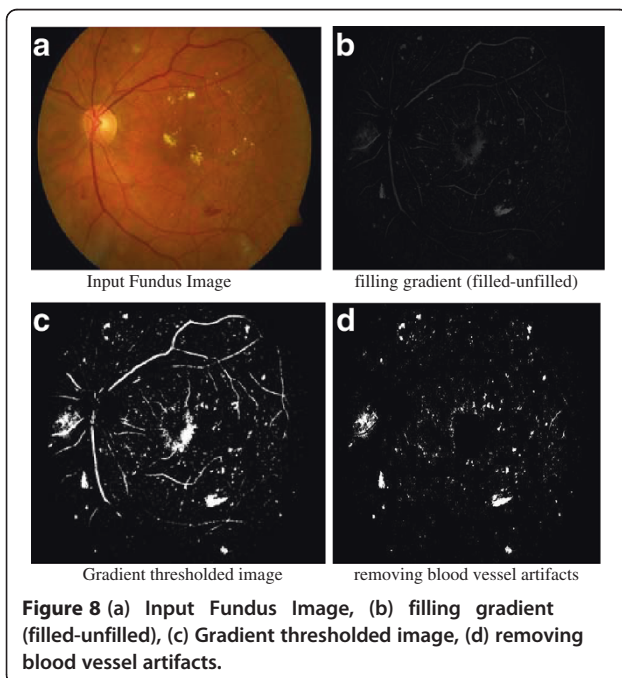 a
b
Input Fundus Image
filling gradient (filled-unfilled)
c
d
Gradient thresholded image
removing blood vessel artifacts
Figure 8 (a) Input Fundus Image, (b) filling gradient
(filled-unfilled), (c) Gradient thresholded image, (d) removing
blood vessel artifacts.